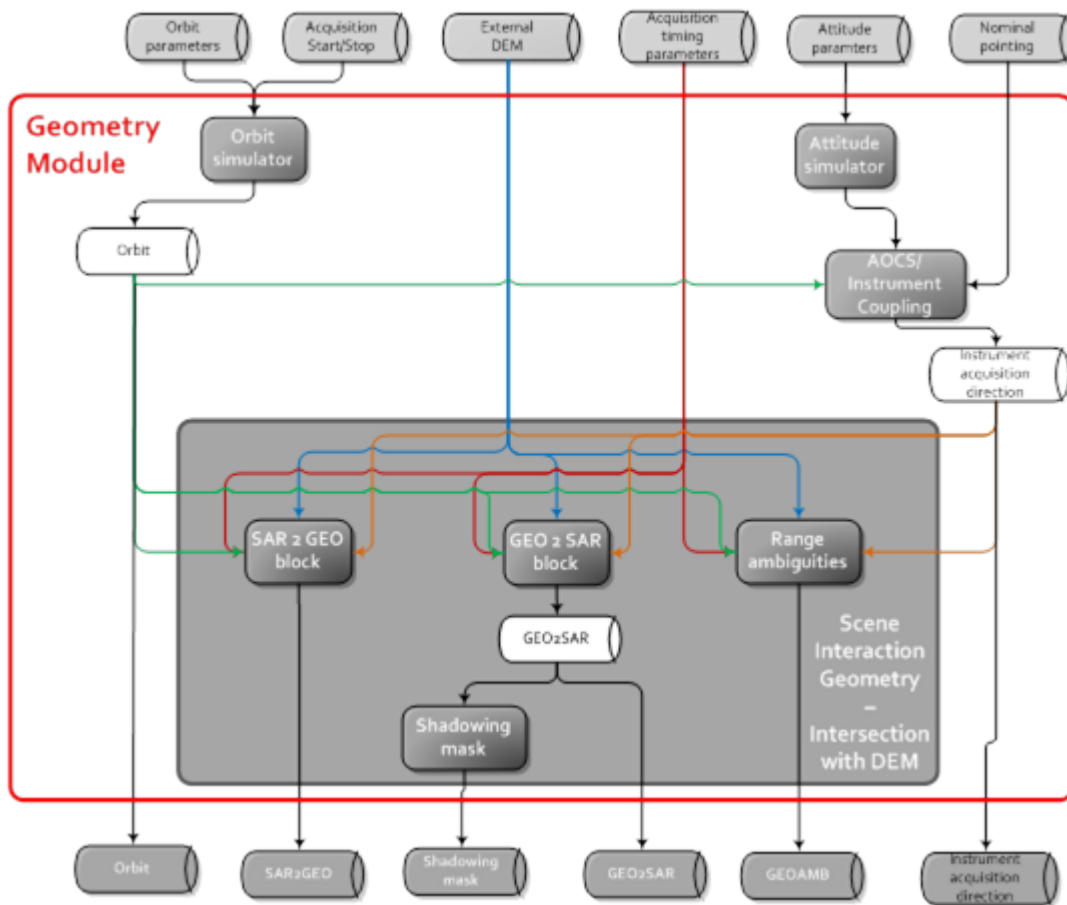 Orbit
parameters
Acquisition
Start/Stop
External
DEM
Acquisition
timing
parameters
Attitude
paramters
Nominal
pointing
Geometry
Module
Orbit
simulator
Attitude
simulator
Orbit
AOCS/
Instrument
Coupling
Instrument
acquisition
direction
SAR 2 GEO
block
GEO 2 SAR
block
Range
ambiguities
GEO2SAR
Scene
Interaction
Geometry
–
Intersection
with DEM
Shadowing
mask
Orbit
SAR2GEO
Shadowing
mask
GEO2SAR
GEOAMB
Instrument
acquisition
direction